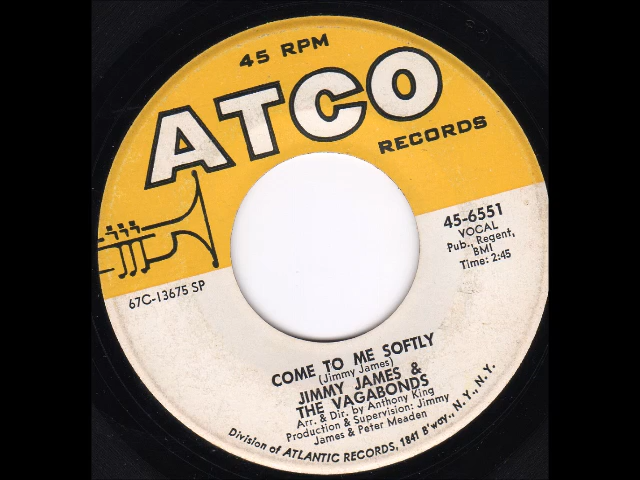 45 RPM
ATCO
RECORDS
45-6551
VOCAL
Pub., Regent,
BMI
Time: 2:45
67C-13675 SP
COME TO ME SOFTLY
(Jimmy James)
JIMMY JAMES &
THE VAGABONDS
Arr. & Dir. by Anthony King
Production & Supervision: Jimmy
James & Peter Meaden
Division of ATLANTIC RECORDS, 1841 B'way., N.Y., N.Y.